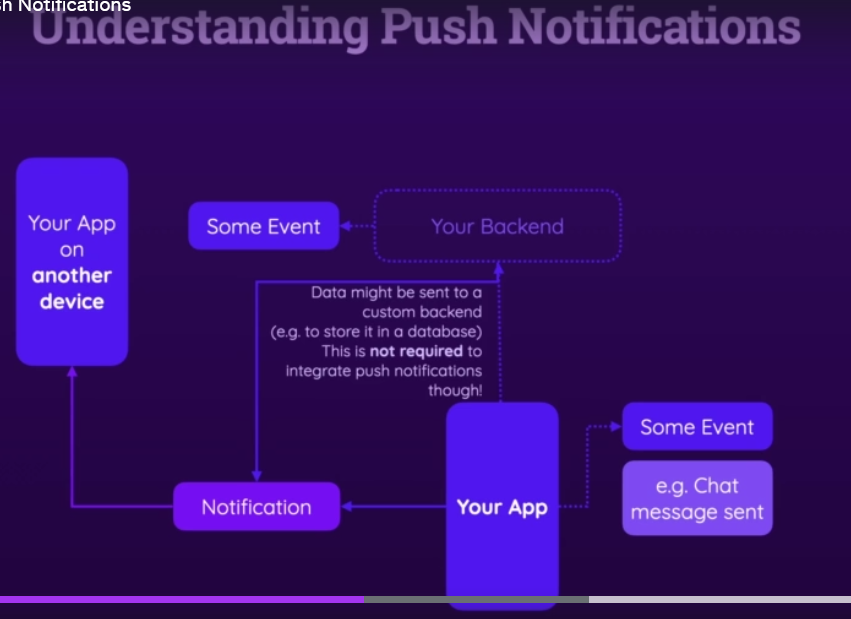 sh Notifications
Understanding Push Notifications
Your App
on
another
device
Some Event
Your Backend
Data might be sent to a
custom backend
(e.g. to store it in a database)
This is not required to
integrate push notifications
though!
Notification
Your App
Some Event
e.g. Chat
message sent